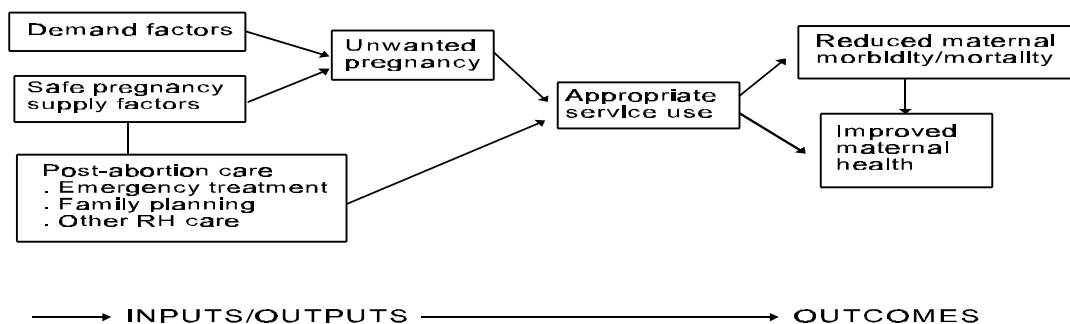 Demand factors
Unwanted
pregnancy
Reduced maternal
morbidity/mortality
Safe pregnancy
supply factors
Appropriate
service use
Improved
maternal
health
Post-abortion care
. Emergency treatment
. Family planning
. Other RH care
INPUTS/OUTPUTS
OUTCOMES